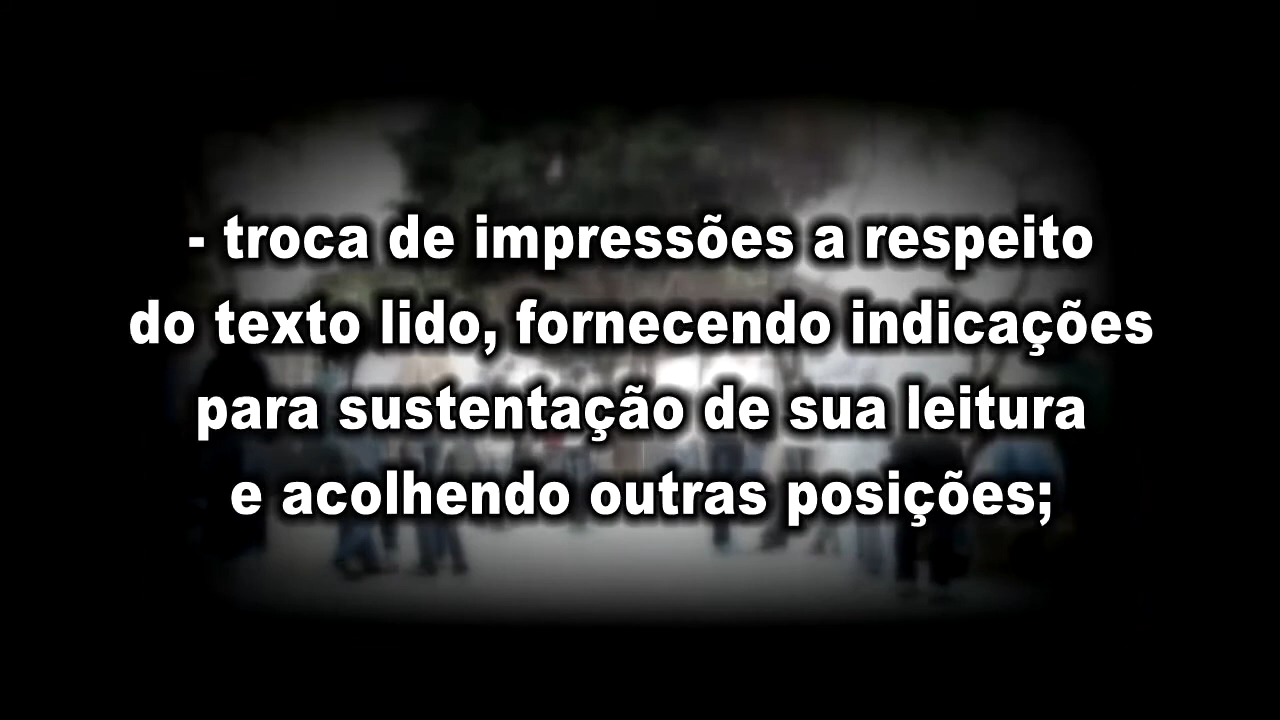 - troca de impressões a respeito
do texto lido, fornecendo indicações
para sustentação de sua leitura
e acolhendo outras posições;